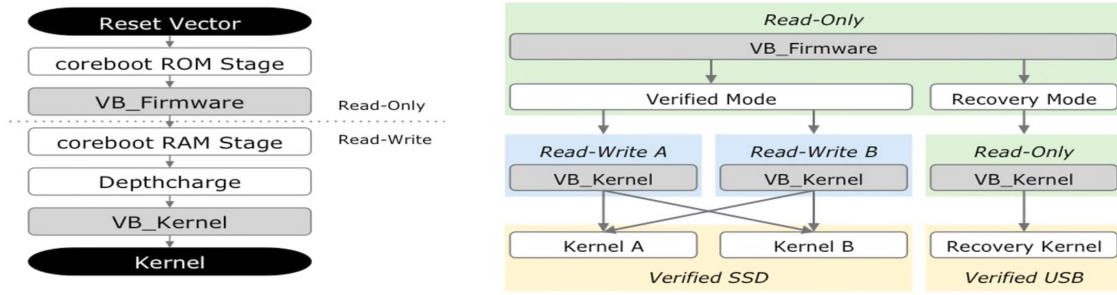 Reset Vector
coreboot ROM Stage
VB_Firmware
Read-Only
Read-Write
coreboot RAM Stage
Depthcharge
VB_Kernel
Kernel
Read-Only
VB_Firmware
Verified Mode
Recovery Mode
Read-Write A
Read-Write B
Read-Only
VB_Kernel
VB_Kernel
VB_Kernel
Kernel A
Kernel B
Recovery Kernel
Verified SSD
Verified USB